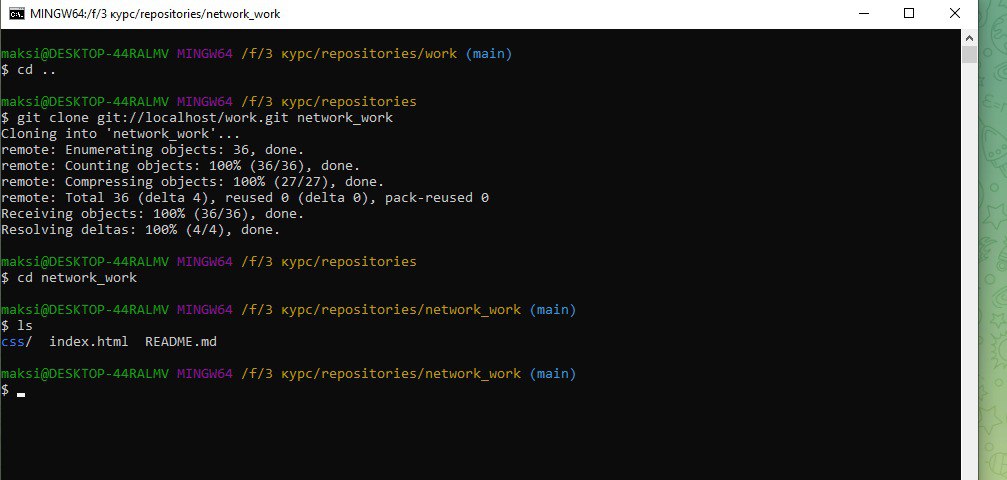 MINGW64:/f/3 курс/repositories/network_work
maksi@DESKTOP-44RALMV MINGW64 /f/3 курс/repositories/work (main)
$ cd ..
maksi@DESKTOP-44RALMV MINGW64 /f/3 курс/repositories
$ git clone git://localhost/work.git network_work
Cloning into 'network_work'...
remote: Enumerating objects: 36, done.
remote: Counting objects: 100% (36/36), done.
remote: Compressing objects: 100% (27/27), done.
remote: Total 36 (delta 4), reused 0 (delta 0), pack-reused 0
Receiving objects: 100% (36/36), done.
Resolving deltas: 100% (4/4), done.
maksi@DESKTOP-44RALMV MINGW64 /f/3 курс/repositories
$ cd network_work
maksi@DESKTOP-44RALMV MINGW64 /f/3 курс/repositories/network_work (main)
$ ls
css/  index.html  README.md
maksi@DESKTOP-44RALMV MINGW64 /f/3 курс/repositories/network_work (main)
$